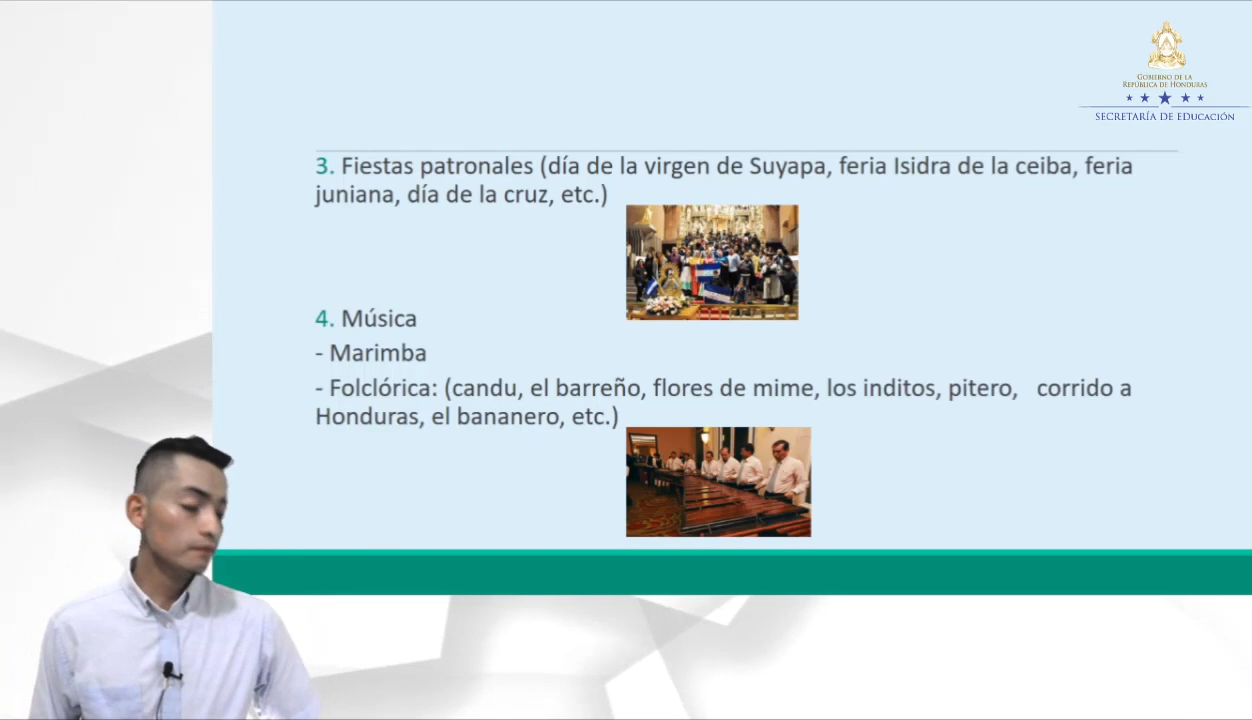 GOBIERNO DE LA
REPÚBLICA DE HONDURAS
SECRETARÍA DE EDUCACIÓN
3. Fiestas patronales (día de la virgen de Suyapa, feria Isidra de la ceiba, feria
juniana, día de la cruz, etc.)
4. Música
- Marimba
- Folclórica: (candu, el barreño, flores de mime, los inditos, pitero, corrido a
Honduras, el bananero, etc.)